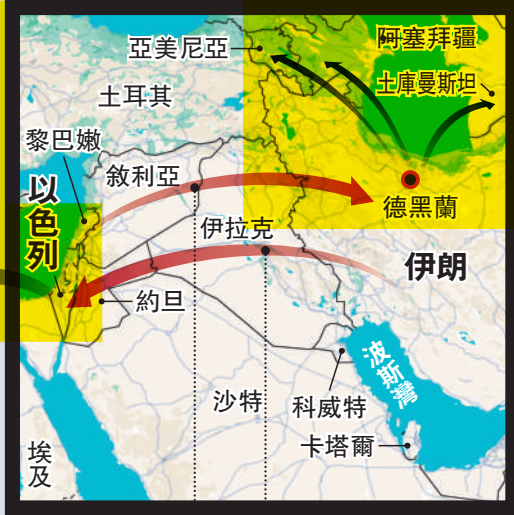 亞美尼亞
阿塞拜疆
土耳其
土庫曼斯坦
黎巴嫩
敘利亞
以色列
德黑蘭
伊拉克
伊朗
約旦
波斯灣
沙特
科威特
卡塔爾
埃及